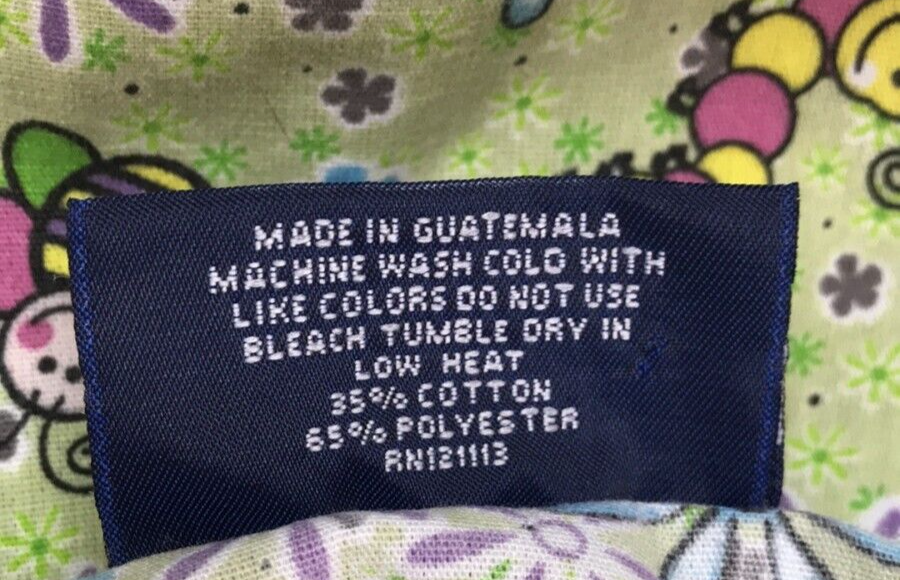 MADE IN GUATEMALA
MACHINE WASH COLD WITH
LIKE COLORS DO NOT USE
BLEACH TUMBLE DRY IN
LOW HEAT
35% COTTON
65% POLYESTER
RN121113